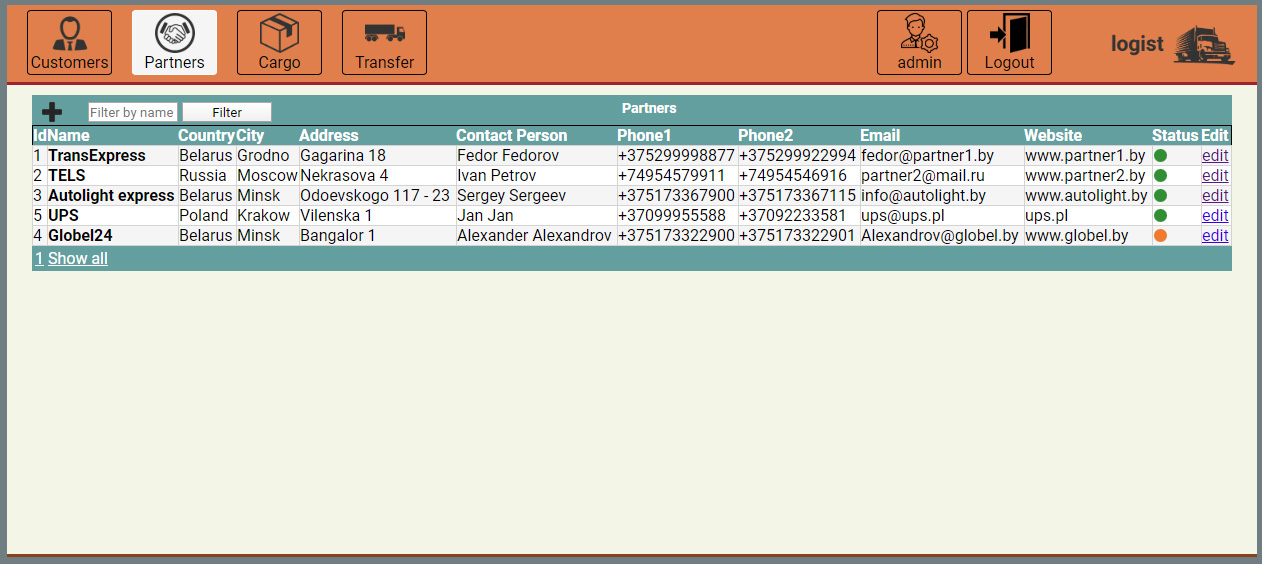 Customers Partners Cargo Transfer admin Logout logist
Filter by name Filter Partners
Id Name Country City Address Contact Person Phone1 Phone2 Email Website Status Edit
1 TransExpress Belarus Grodno Gagarina 18 Fedor Fedorov +375299998877 +375299922994 fedor@partner1.by www.partner1.by edit
2 TELS Russia Moscow Nekrasova 4 Ivan Petrov +74954579911 +74954546916 partner2@mail.ru www.partner2.by edit
3 Autolight express Belarus Minsk Odoevskogo 117 - 23 Sergey Sergeev +375173367900 +375173367115 info@autolight.by www.autolight.by edit
5 UPS Poland Krakow Vilenska 1 Jan Jan +37099955588 +37092233581 ups@ups.pl ups.pl edit
4 Globel24 Belarus Minsk Bangalor 1 Alexander Alexandrov +375173322900 +375173322901 Alexandrov@globel.by www.globel.by edit
1 Show all